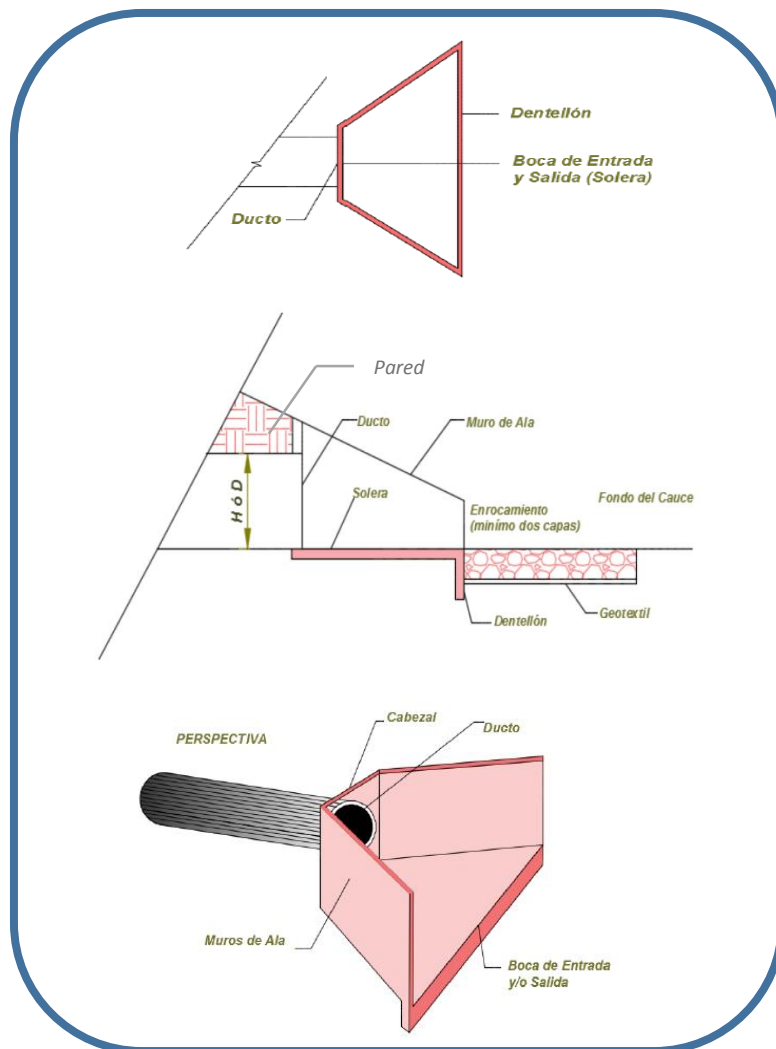 Dentellón
Boca de Entrada
y Salida (Solera)
Ducto
Pared
Ducto
Muro de Ala
H ó D
Solera
Enrocamiento
(mínimo dos capas)
Fondo del Cauce
Dentellón
Geotextil
Cabezal
Ducto
PERSPECTIVA
Muros de Ala
Boca de Entrada
y/o Salida